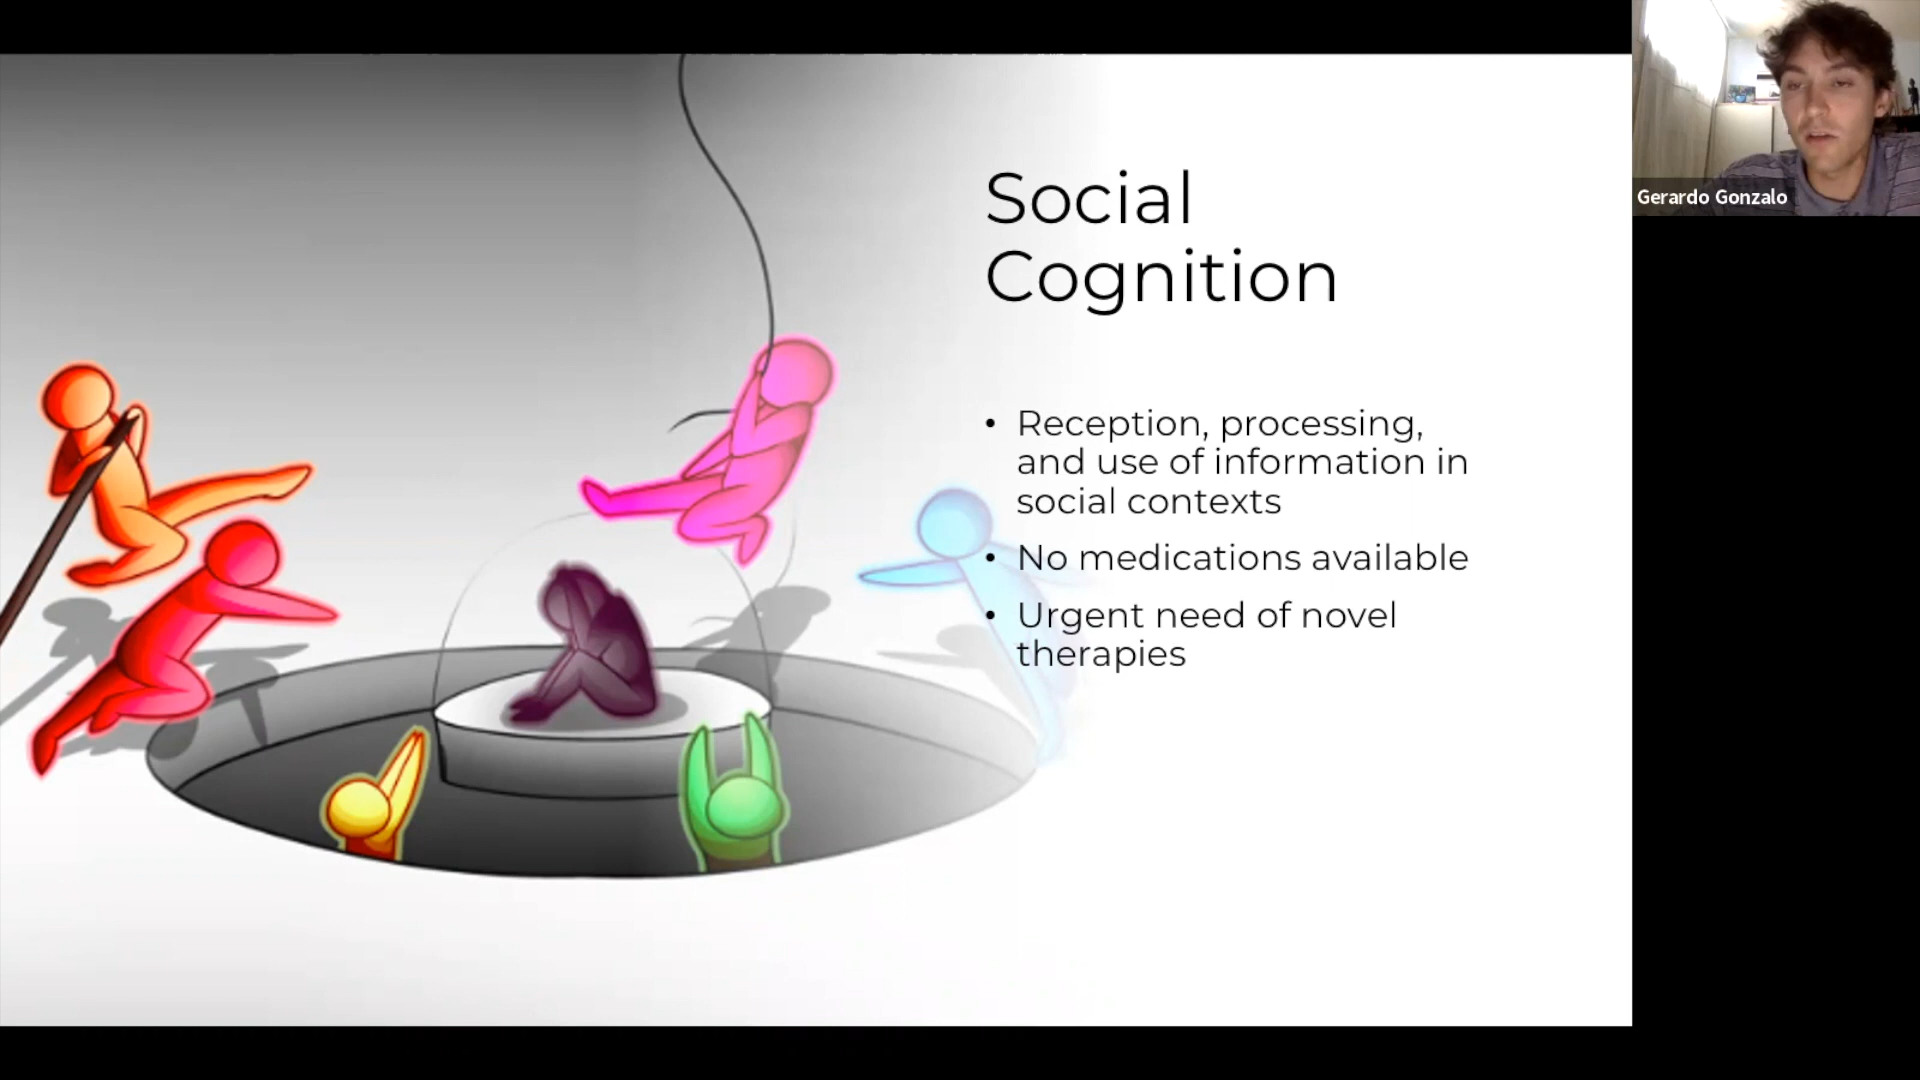 Social
Cognition
• Reception, processing,
and use of information in
social contexts
• No medications available
• Urgent need of novel
therapies
Gerardo Gonzalo